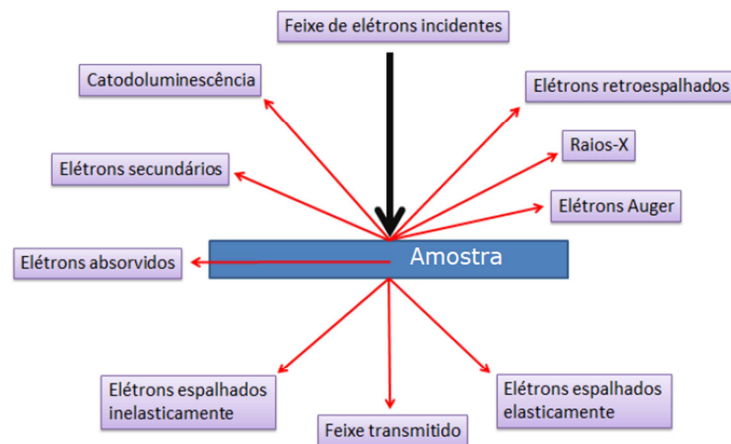 Feixe de elétrons incidentes
Catodoluminescência
Elétrons retroespalhados
Raios-X
Elétrons secundários
Elétrons Auger
Amostra
Elétrons absorvidos
Elétrons espalhados
inelasticamente
Feixe transmitido
Elétrons espalhados
elasticamente